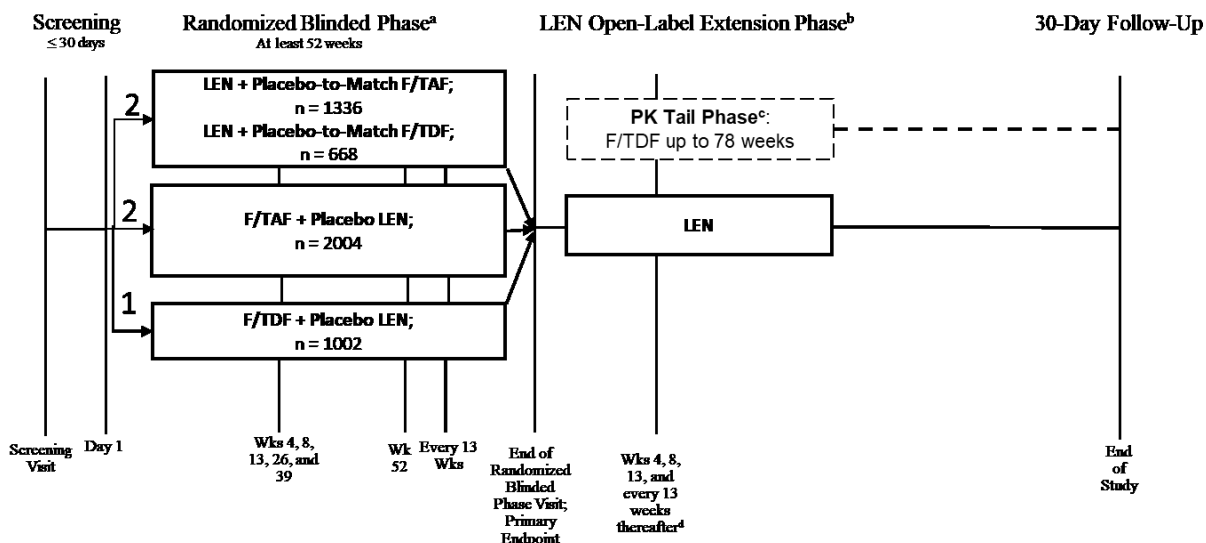 Screening
≤ 30 days
Randomized Blinded Phaseᵃ
At least 52 weeks
LEN Open-Label Extension Phaseᵇ
30-Day Follow-Up
2
LEN + Placebo-to-Match F/TAF;
n = 1336
LEN + Placebo-to-Match F/TDF;
n = 668
2
F/TAF + Placebo LEN;
n = 2004
1
F/TDF + Placebo LEN;
n = 1002
PK Tail Phaseᶜ:
F/TDF up to 78 weeks
LEN
Screening
Visit
Day 1
Wks 4, 8,
13, 26, and
39
Wk
52
Every 13
Wks
End of
Randomized
Blinded
Phase Visit;
Primary
Endpoint
Wks 4, 8,
13, and
every 13
weeks
thereafterᵈ
End
of
Study